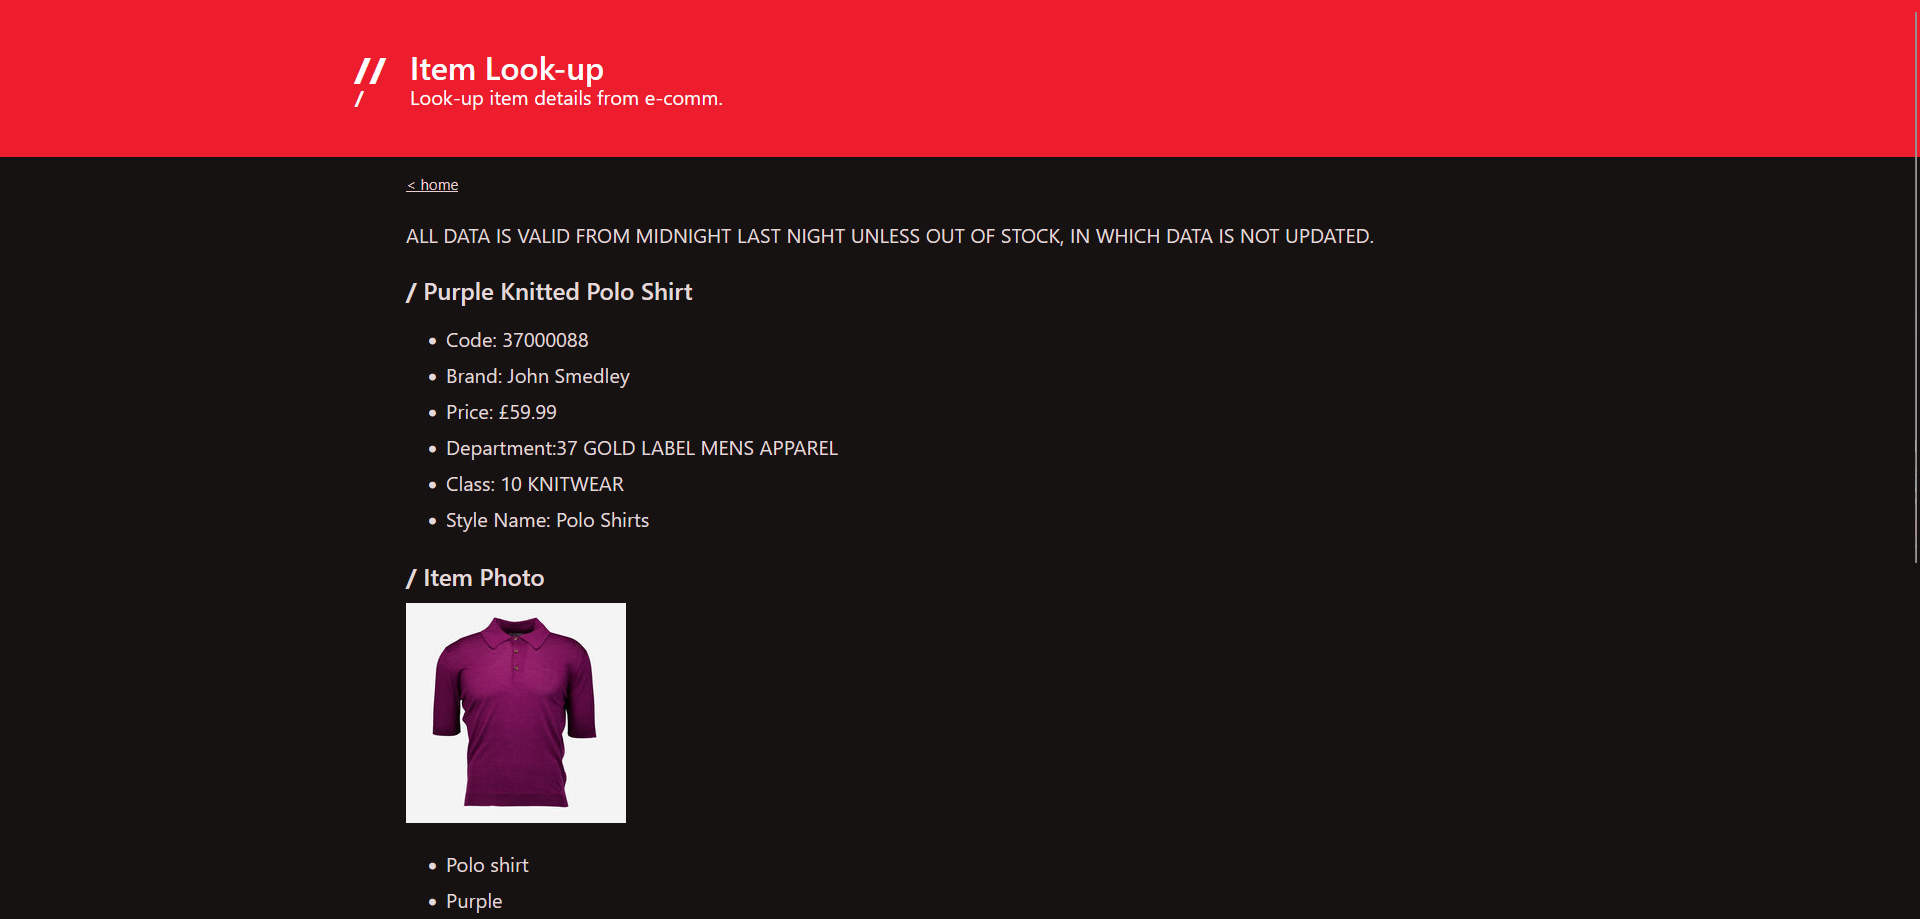 //
/
Item Look-up
Look-up item details from e-comm.
< home
ALL DATA IS VALID FROM MIDNIGHT LAST NIGHT UNLESS OUT OF STOCK, IN WHICH DATA IS NOT UPDATED.
/ Purple Knitted Polo Shirt
• Code: 37000088
• Brand: John Smedley
• Price: £59.99
• Department:37 GOLD LABEL MENS APPAREL
• Class: 10 KNITWEAR
• Style Name: Polo Shirts
/ Item Photo
• Polo shirt
• Purple